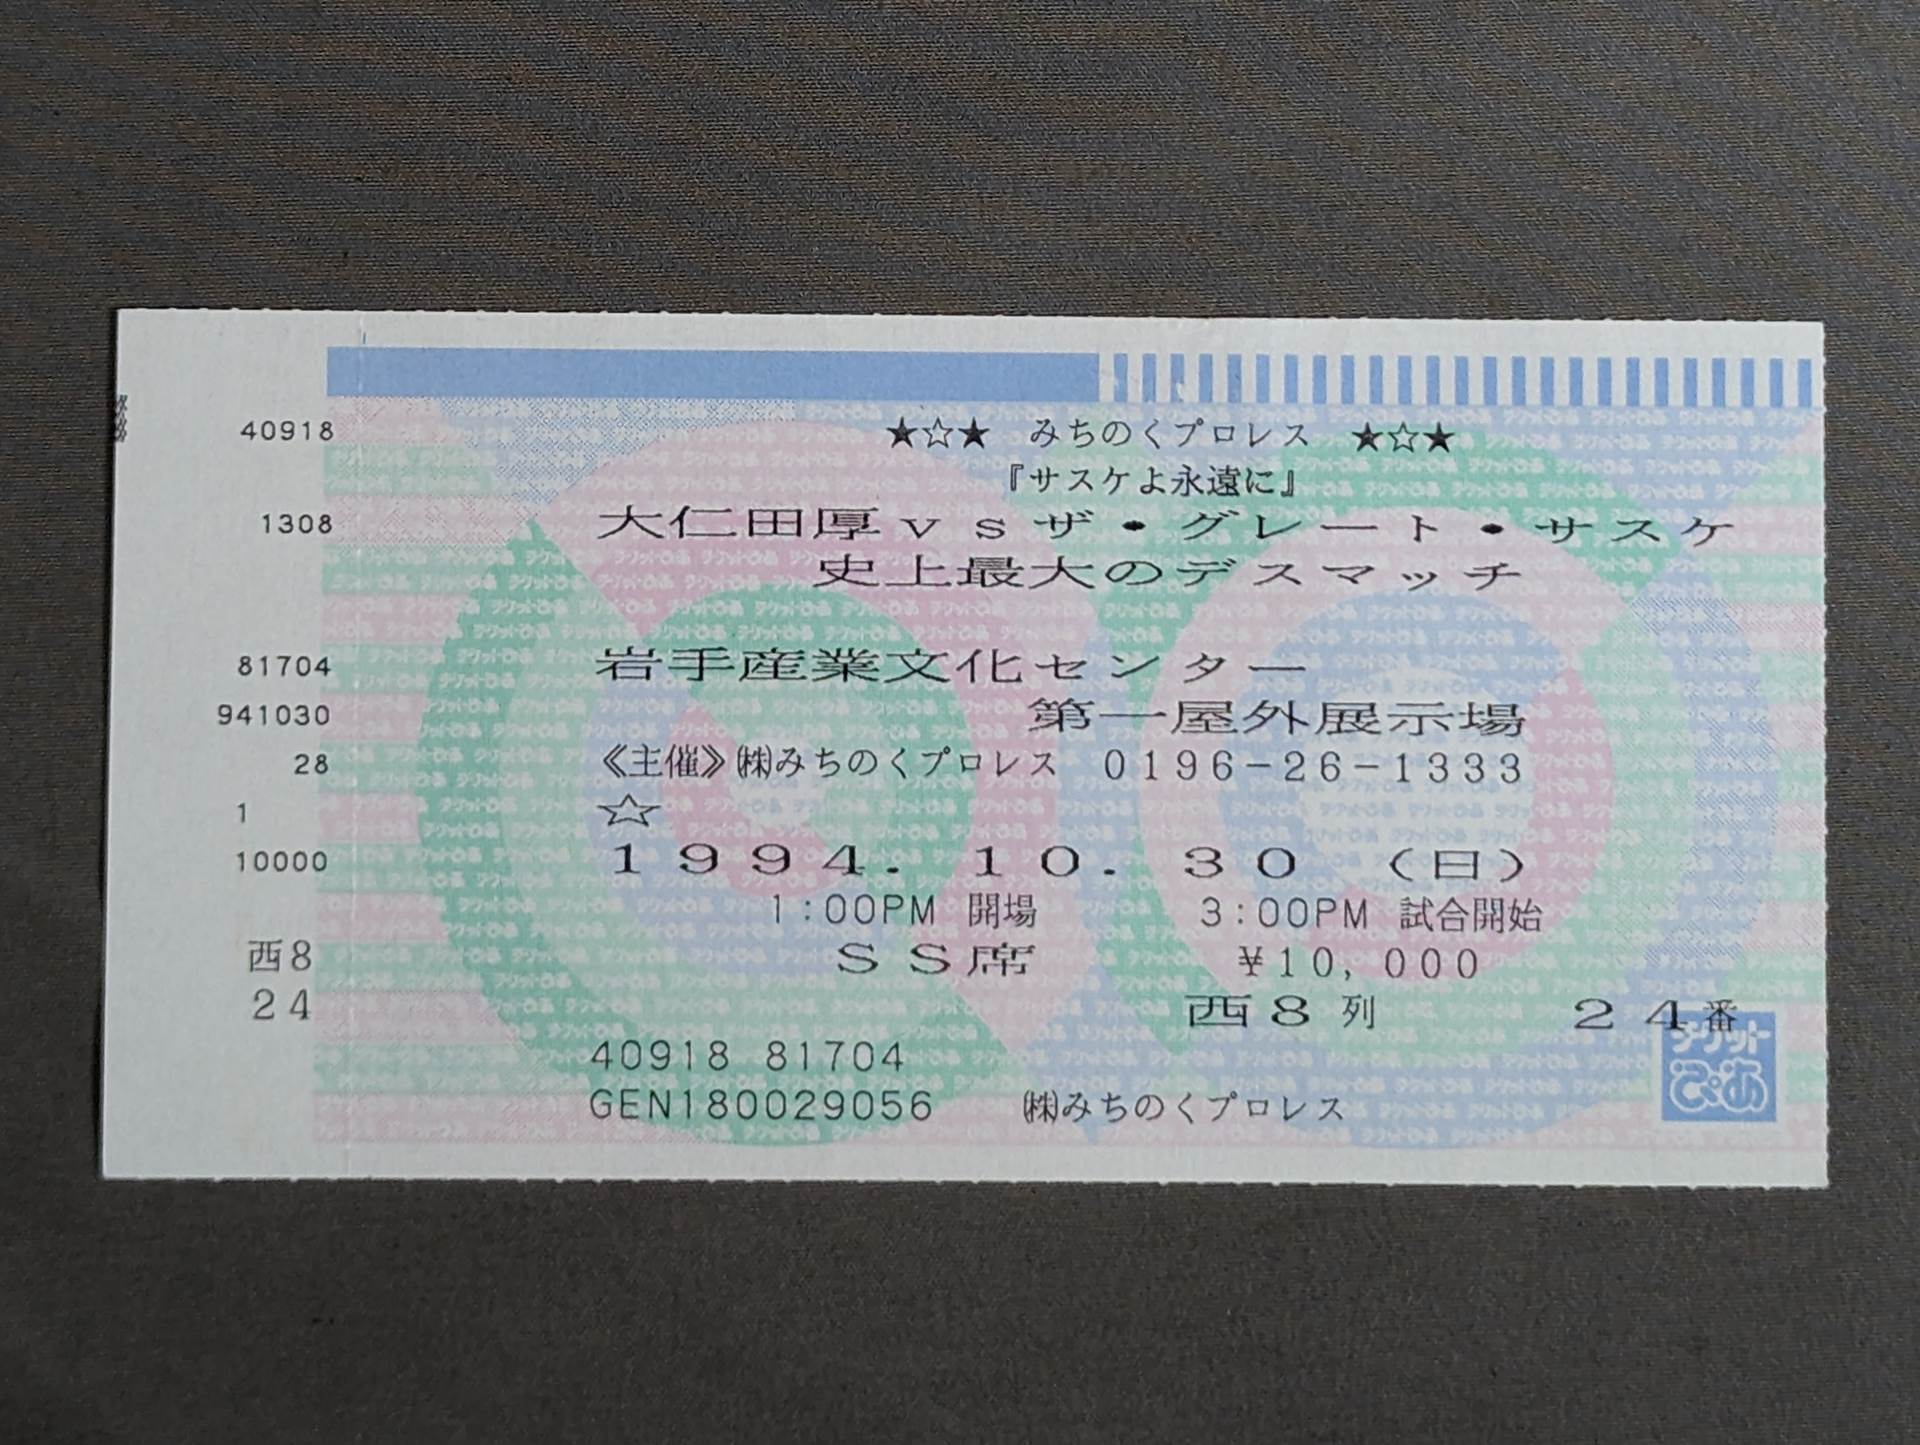 40918
1308
81704
941030
28
1
10000
西8
24
★☆★ みちのくプロレス ★☆★
『サスケよ永遠に』
大仁田厚vsザ・グレート・サスケ
史上最大のデスマッチ
岩手産業文化センター
第一屋外展示場
《主催》㈱みちのくプロレス 0196-26-1333
☆
1994.10.30(日)
1:00PM 開場 3:00PM 試合開始
SS席 ¥10,000
西8列 24番
40918 81704
GEN180029056 ㈱みちのくプロレス
チケット
ぴあ